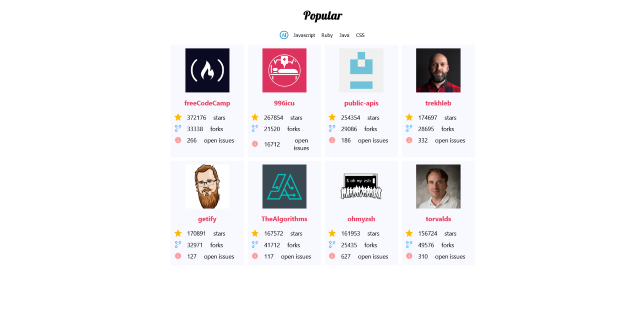 Popular
All Javascript Ruby Java CSS
freeCodeCamp
372176 stars
33338 forks
266 open issues
996icu
267854 stars
21520 forks
16712 open issues
public-apis
254354 stars
29086 forks
186 open issues
trekhleb
174697 stars
28695 forks
332 open issues
getify
170891 stars
32971 forks
127 open issues
TheAlgorithms
167572 stars
41712 forks
117 open issues
ohmyzsh
161953 stars
25435 forks
627 open issues
torvalds
156724 stars
49576 forks
310 open issues